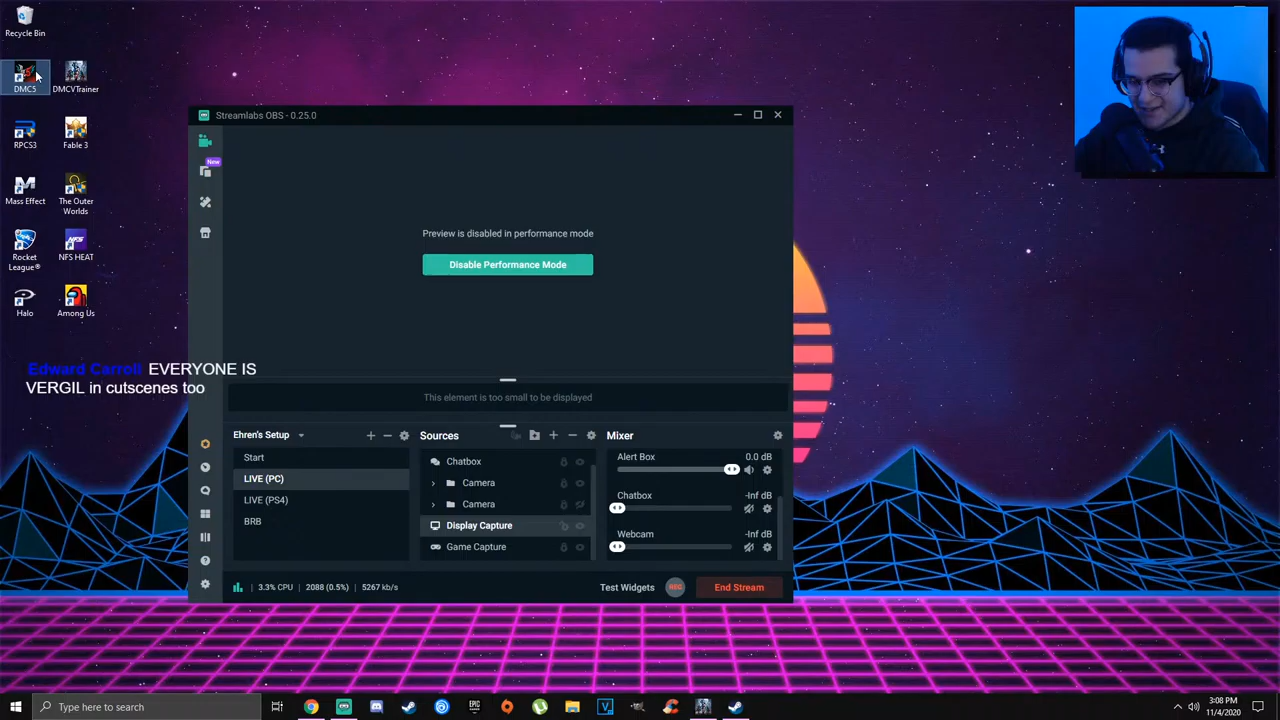 Recycle Bin
DMC5
DMCVTrainer
RPCS3
Fable 3
Mass Effect
The Outer
Worlds
Rocket
League®
NFS HEAT
Halo
Among Us
Edward Carroll EVERYONE IS
VERGIL in cutscenes too
Streamlabs OBS - 0.25.0
New
Preview is disabled in performance mode
Disable Performance Mode
This element is too small to be displayed
Ehren's Setup
Start
LIVE (PC)
LIVE (PS4)
BRB
Sources
Chatbox
Camera
Camera
Display Capture
Game Capture
Mixer
Alert Box 0.0 dB
Chatbox -Inf dB
Webcam -Inf dB
3.3% CPU 2088 (0.5%) 5267 kb/s
Test Widgets REC End Stream
Type here to search
EPIC
3:08 PM
11/4/2020